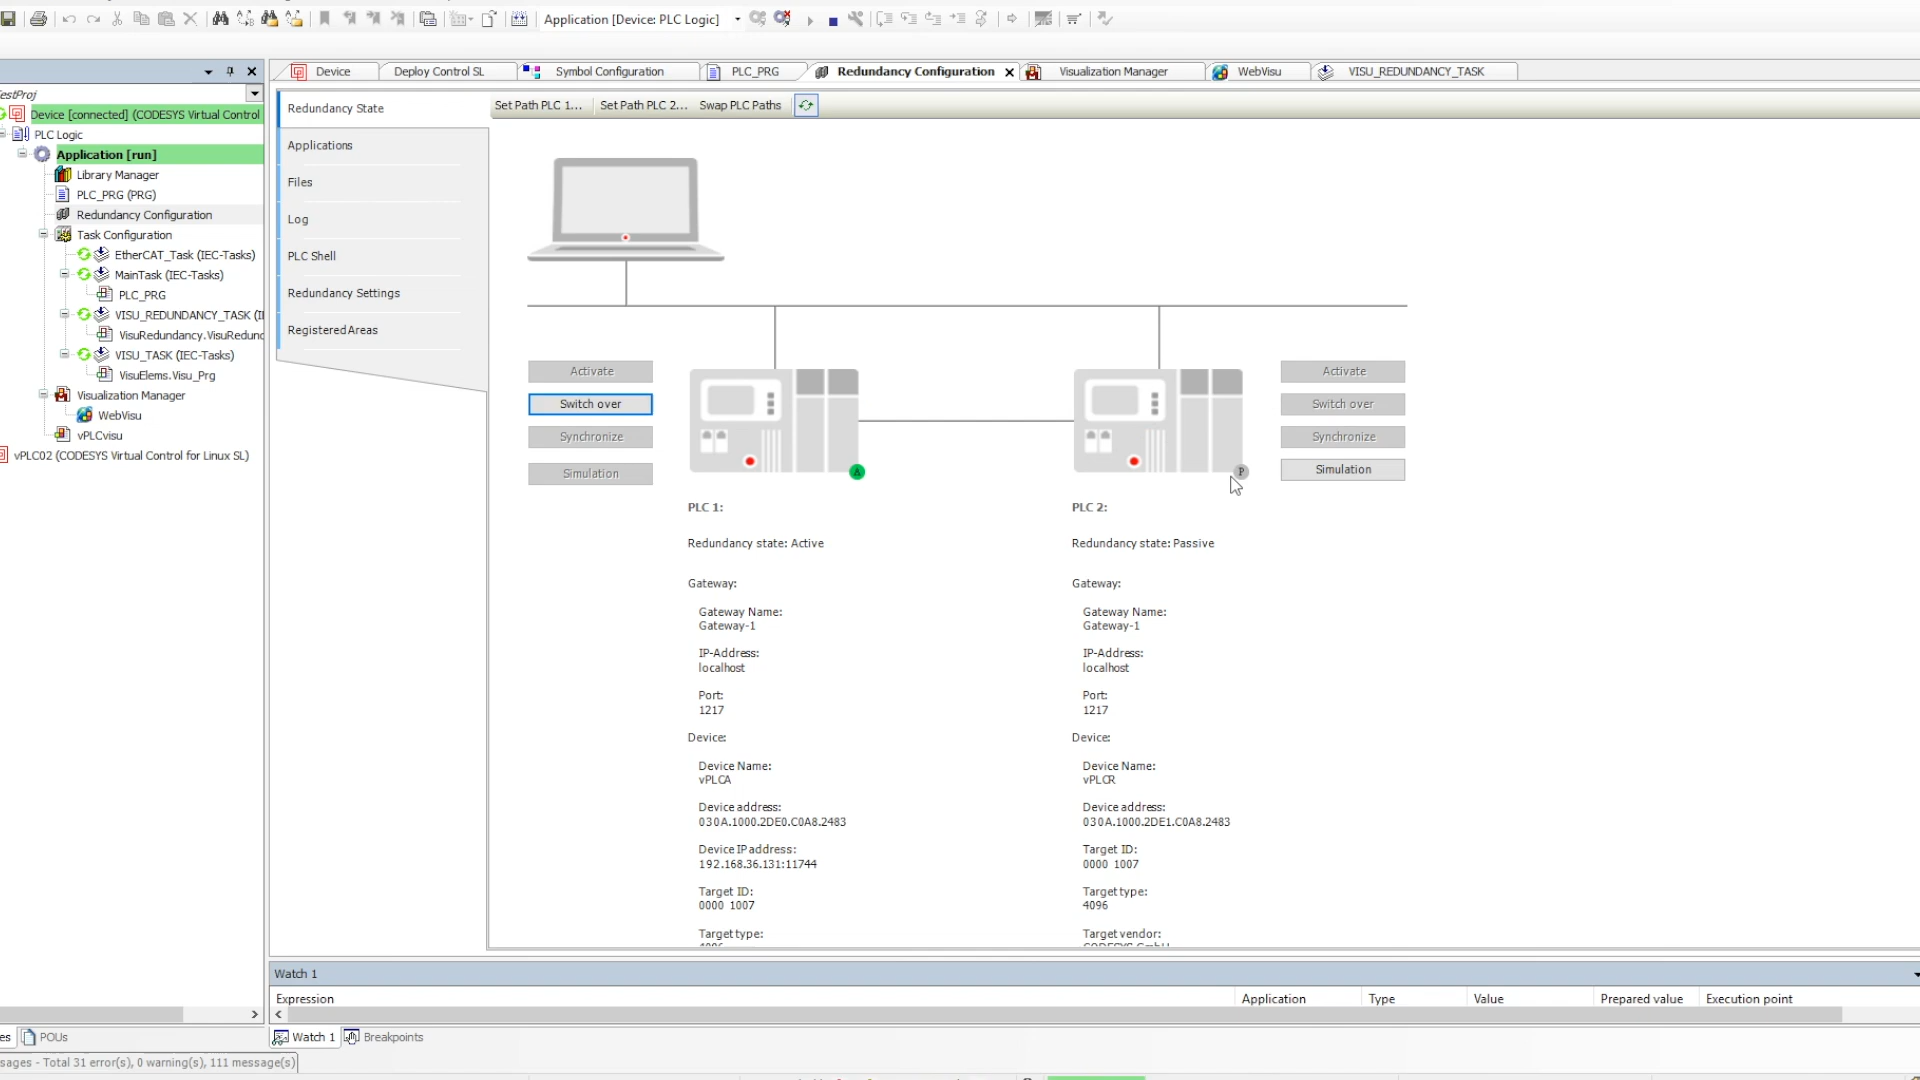 Application [Device: PLC Logic]
Device
Deploy Control SL
Symbol Configuration
PLC_PRG
Redundancy Configuration
Visualization Manager
WebVisu
VISU_REDUNDANCY_TASK
estProj
Device [connected] (CODESYS Virtual Control
PLC Logic
Application [run]
Library Manager
PLC_PRG (PRG)
Redundancy Configuration
Task Configuration
EtherCAT_Task (IEC-Tasks)
MainTask (IEC-Tasks)
PLC_PRG
VISU_REDUNDANCY_TASK (I
VisuRedundancy.VisuRedund
VISU_TASK (IEC-Tasks)
VisuElems.Visu_Prg
Visualization Manager
WebVisu
vPLCvisu
vPLC02 (CODESYS Virtual Control for Linux SL)
es
POUs
Redundancy State
Applications
Files
Log
PLC Shell
Redundancy Settings
RegisteredAreas
Set Path PLC 1...
Set Path PLC 2...
Swap PLC Paths
Activate
Switch over
Synchronize
Simulation
A
P
Activate
Switch over
Synchronize
Simulation
PLC 1:
Redundancy state: Active
Gateway:
Gateway Name:
Gateway-1
IP-Address:
localhost
Port:
1217
Device:
Device Name:
vPLCA
Device address:
030A.1000.2DE0.C0A8.2483
Device IP address:
192.168.36.131:11744
Target ID:
0000 1007
Target type:
4096
PLC 2:
Redundancy state: Passive
Gateway:
Gateway Name:
Gateway-1
IP-Address:
localhost
Port:
1217
Device:
Device Name:
vPLCR
Device address:
030A.1000.2DE1.C0A8.2483
Target ID:
0000 1007
Target type:
4096
Target vendor:
CODESYS GmbH
Watch 1
Expression
Application
Type
Value
Prepared value
Execution point
Watch 1
Breakpoints
sages - Total 31 error(s), 0 warning(s), 111 message(s)